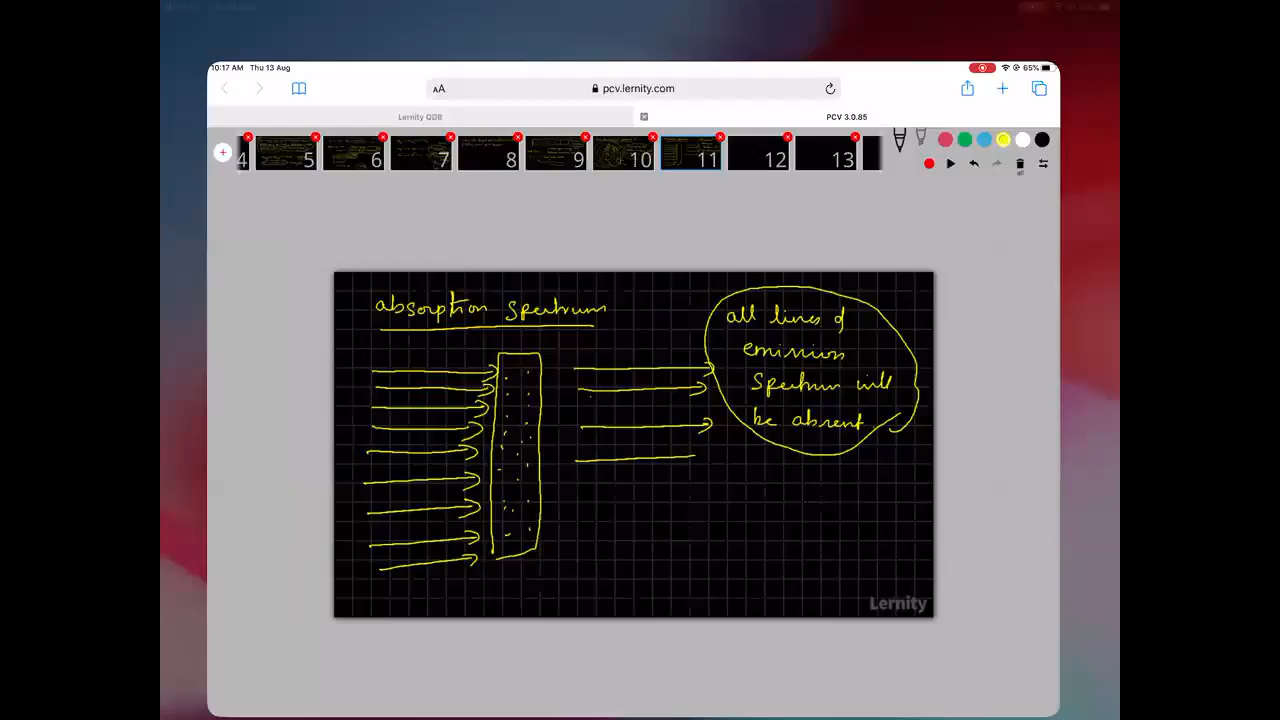 10:17 AM Thu 13 Aug
65%
AA
pcv.lernity.com
Lernity QDB
PCV 3.0.85
4 5 6 7 8 9 10 11 12 13
absorption spectrum
all lines of
emission
Spectrum will
be absent
Lernity